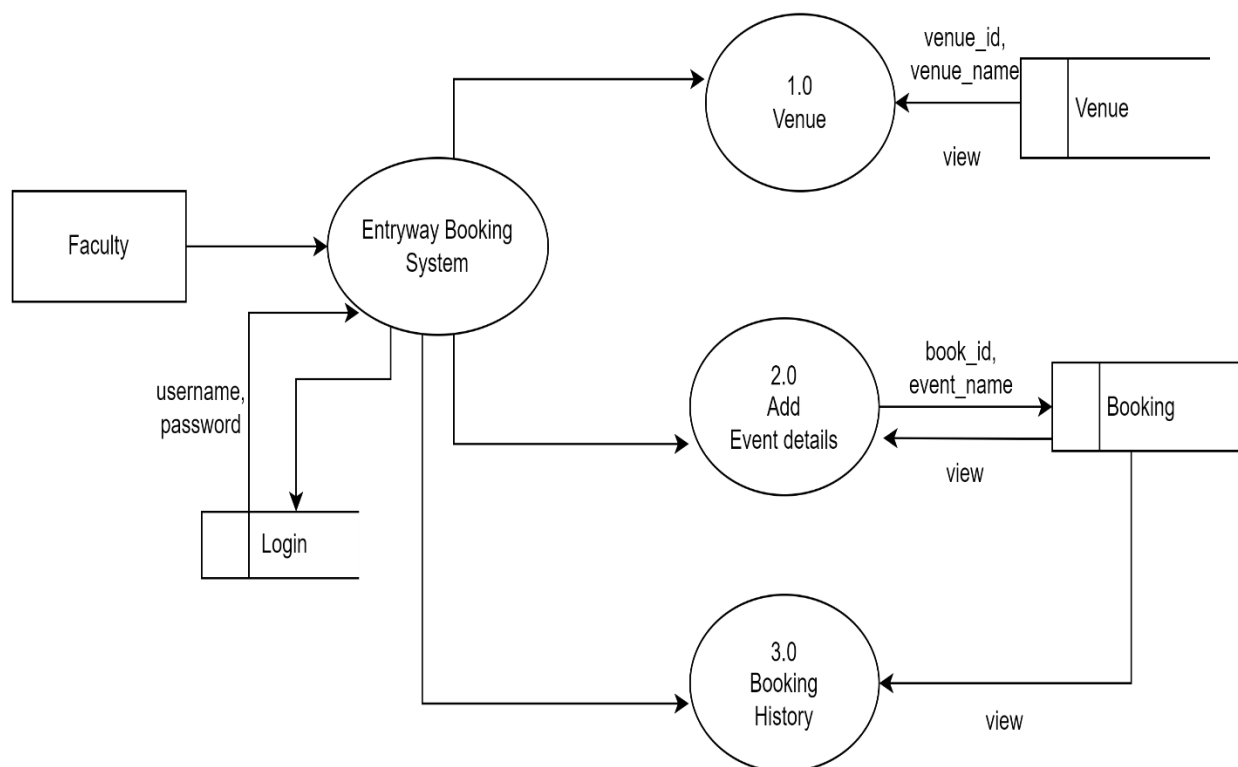 venue_id,
venue_name
1.0
Venue
Venue
view
Faculty
Entryway Booking
System
username,
password
Login
2.0
Add
Event details
book_id,
event_name
Booking
view
3.0
Booking
History
view